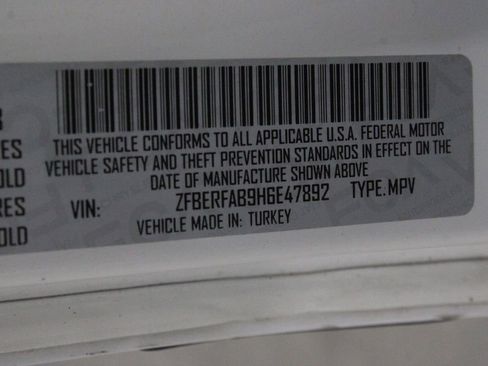 THIS VEHICLE CONFORMS TO ALL APPLICABLE U.S.A. FEDERAL MOTOR
VEHICLE SAFETY AND THEFT PREVENTION STANDARDS IN EFFECT ON THE
DATE OF MANUFACTURE SHOWN ABOVE
VIN: ZFBERFAB9H6E47892 TYPE.MPV
VEHICLE MADE IN: TURKEY